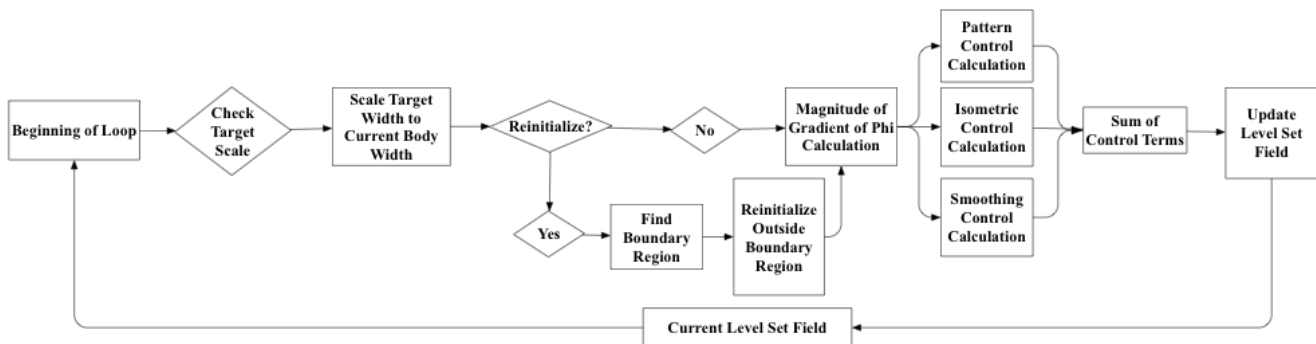 Beginning of Loop
Check
Target
Scale
Scale Target
Width to
Current Body
Width
Reinitialize?
No
Yes
Find
Boundary
Region
Reinitialize
Outside
Boundary
Region
Magnitude of
Gradient of Phi
Calculation
Pattern
Control
Calculation
Isometric
Control
Calculation
Smoothing
Control
Calculation
Sum of
Control Terms
Update
Level Set
Field
Current Level Set Field